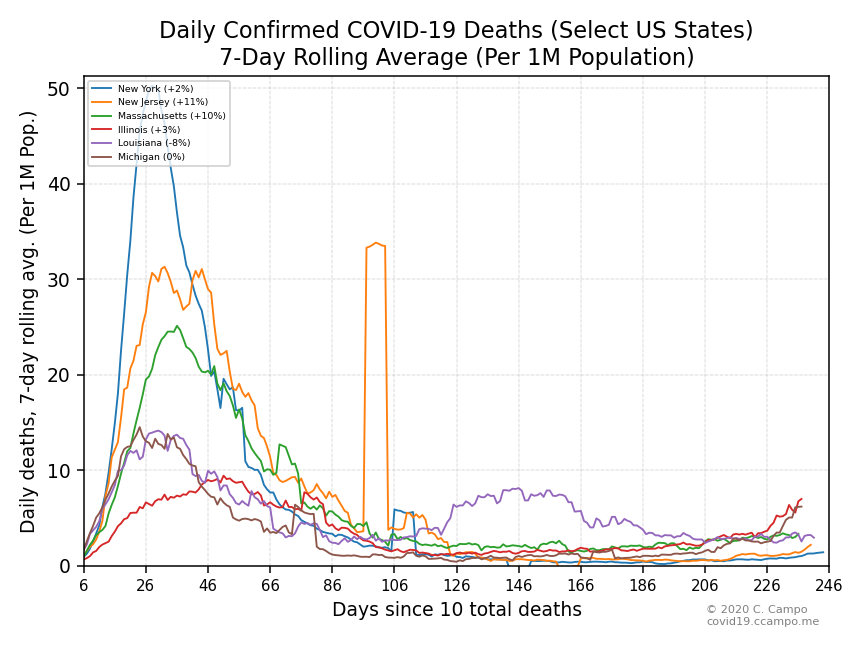 Daily Confirmed COVID-19 Deaths (Select US States)
7-Day Rolling Average (Per 1M Population)
Daily deaths, 7-day rolling avg. (Per 1M Pop.)
50
40
30
20
10
0
New York (+2%)
New Jersey (+11%)
Massachusetts (+10%)
Illinois (+3%)
Louisiana (-8%)
Michigan (0%)
6 26 46 66 86 106 126 146 166 186 206 226 246
Days since 10 total deaths
© 2020 C. Campo
covid19.ccampo.me